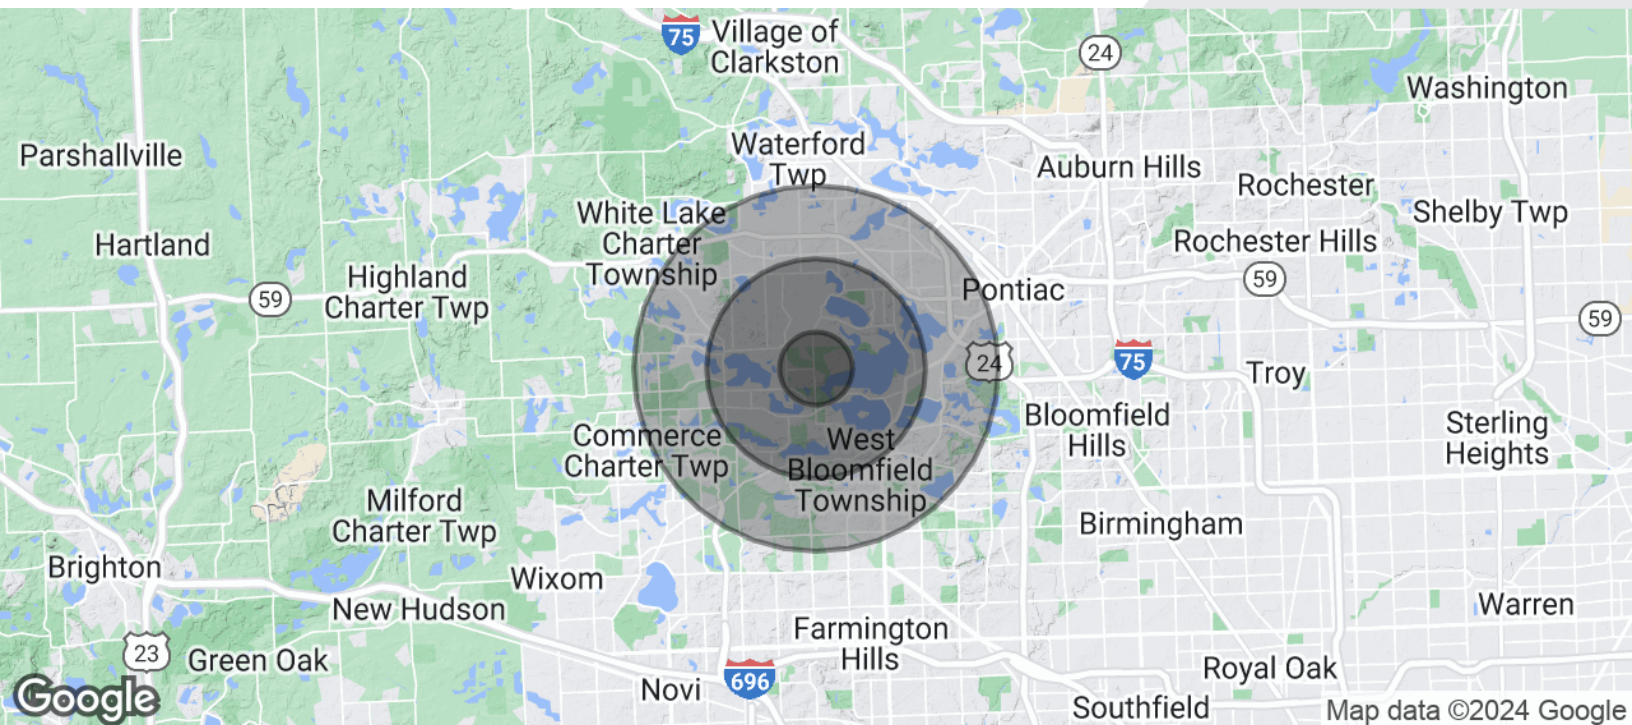 75
Village of
Clarkston
24
Washington
Parshallville
Waterford
Twp
Auburn Hills
Rochester
White Lake
Charter
Township
Shelby Twp
Hartland
Rochester Hills
Highland
Charter Twp
59
Pontiac
59
59
24
75
Troy
Bloomfield
Hills
Sterling
Heights
Commerce
Charter Twp
West
Bloomfield
Township
Milford
Charter Twp
Birmingham
Brighton
Wixom
New Hudson
Warren
Farmington
Hills
23
Green Oak
Royal Oak
Novi
696
Southfield
Google
Map data ©2024 Google